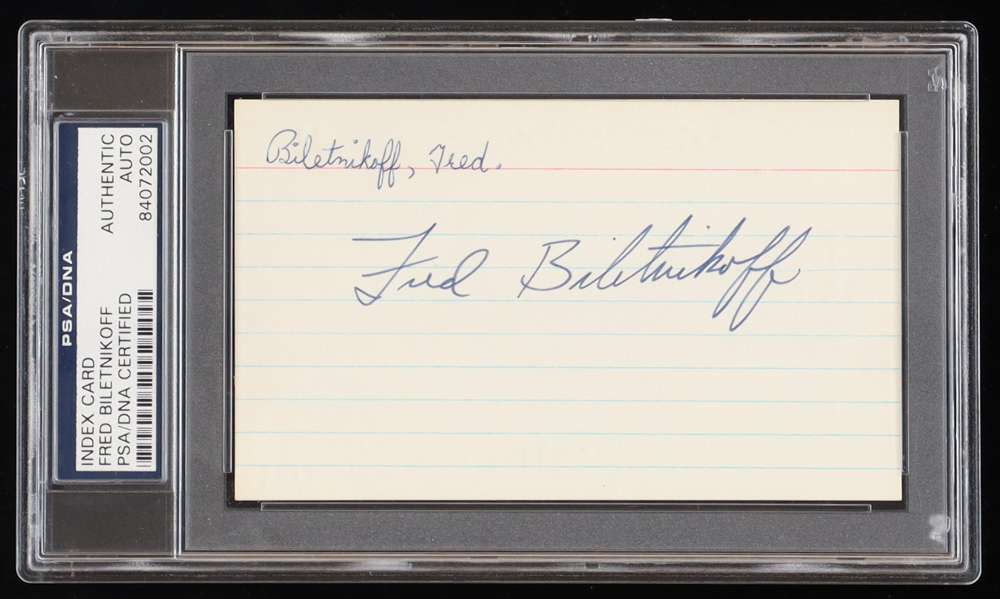 PSA/DNA
INDEX CARD
FRED BILETNIKOFF
PSA/DNA CERTIFIED
AUTHENTIC
AUTO
84072002
Biletnikoff, Fred.
Fred Biletnikoff